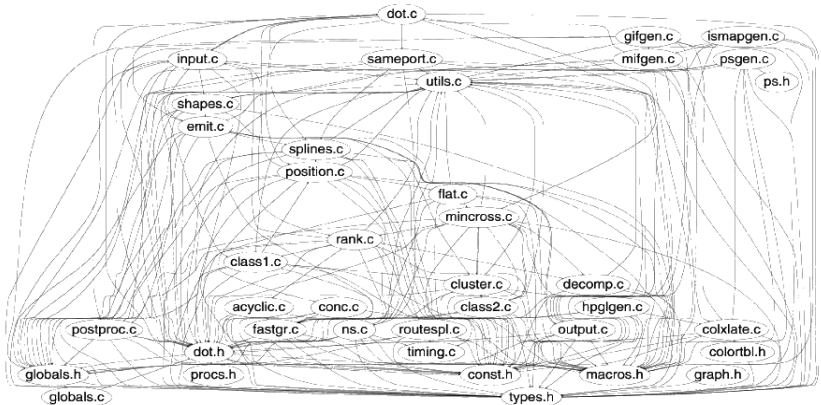 dot.c
gifgen.c ismapgen.c
input.c sameport.c mifgen.c psgen.c
utils.c ps.h
shapes.c
emit.c
splines.c
position.c
flat.c
mincross.c
rank.c
class1.c
cluster.c decomp.c
acyclic.c conc.c class2.c hpglgen.c
postproc.c fastgr.c ns.c routespl.c output.c colxlate.c
dot.h timing.c colortbl.h
globals.h procs.h const.h macros.h graph.h
globals.c types.h